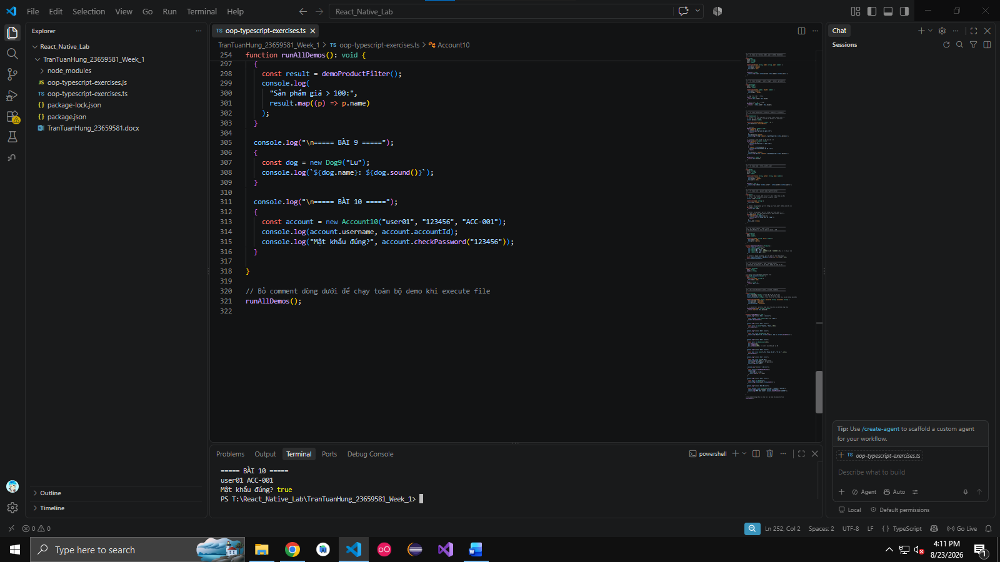 File Edit Selection View Go Run Terminal Help
React_Native_Lab
Explorer
React_Native_Lab
TranTuanHung_23659581_Week_1
node_modules
JS oop-typescript-exercises.js
TS oop-typescript-exercises.ts
{} package-lock.json
{} package.json
TranTuanHung_23659581.docx
Outline
Timeline
TS oop-typescript-exercises.ts
TranTuanHung_23659581_Week_1 > TS oop-typescript-exercises.ts > Account10
254 function runAllDemos(): void {
297 {
298 const result = demoProductFilter();
299 console.log(
300 "Sản phẩm giá > 100:",
301 result.map((p) => p.name)
302 );
303 }
304
305 console.log("\n===== BÀI 9 =====");
306 {
307 const dog = new Dog9("Lu");
308 console.log(`${dog.name}: ${dog.sound()}`);
309 }
310
311 console.log("\n===== BÀI 10 =====");
312 {
313 const account = new Account10("user01", "123456", "ACC-001");
314 console.log(account.username, account.accountId);
315 console.log("Mật khẩu đúng?", account.checkPassword("123456"));
316 }
317
318 }
319
320 // Bỏ comment dòng dưới để chạy toàn bộ demo khi execute file
321 runAllDemos();
322
Problems Output Terminal Ports Debug Console
powershell
===== BÀI 10 =====
user01 ACC-001
Mật khẩu đúng? true
PS T:\React_Native_Lab\TranTuanHung_23659581_Week_1>
Chat
Sessions
Tip: Use /create-agent to scaffold a custom agent
for your workflow.
TS oop-typescript-exercises.ts
Describe what to build
Agent Auto
Local Default permissions
0 0
Ln 252, Col 2 Spaces: 2 UTF-8 LF {} TypeScript Go Live
Type here to search
4:11 PM
8/23/2026
1